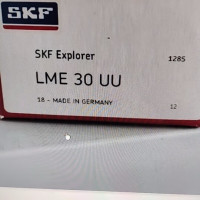 SKF
SKF Explorer 1285
LME 30 UU
18 - MADE IN GERMANY 12